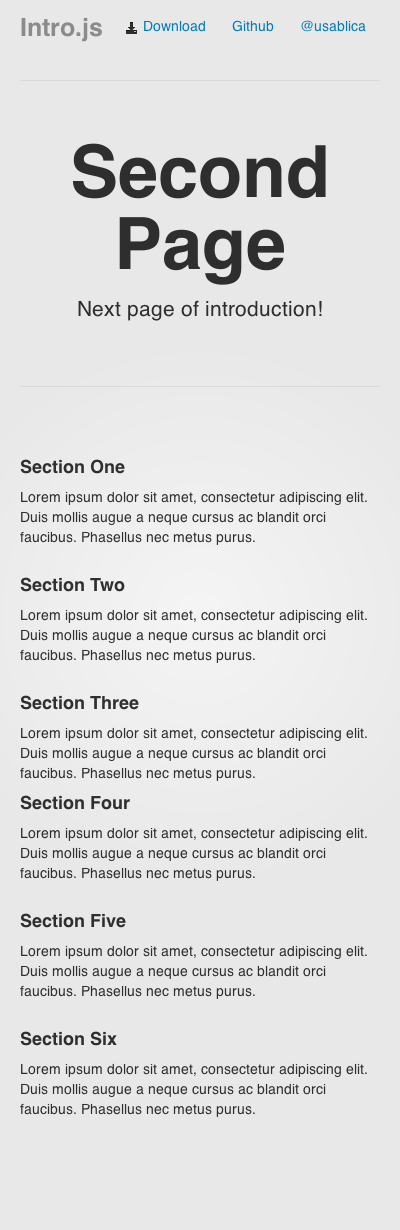 Intro.js Download Github @usablica
Second
Page
Next page of introduction!
Section One
Lorem ipsum dolor sit amet, consectetur adipiscing elit.
Duis mollis augue a neque cursus ac blandit orci
faucibus. Phasellus nec metus purus.
Section Two
Lorem ipsum dolor sit amet, consectetur adipiscing elit.
Duis mollis augue a neque cursus ac blandit orci
faucibus. Phasellus nec metus purus.
Section Three
Lorem ipsum dolor sit amet, consectetur adipiscing elit.
Duis mollis augue a neque cursus ac blandit orci
faucibus. Phasellus nec metus purus.
Section Four
Lorem ipsum dolor sit amet, consectetur adipiscing elit.
Duis mollis augue a neque cursus ac blandit orci
faucibus. Phasellus nec metus purus.
Section Five
Lorem ipsum dolor sit amet, consectetur adipiscing elit.
Duis mollis augue a neque cursus ac blandit orci
faucibus. Phasellus nec metus purus.
Section Six
Lorem ipsum dolor sit amet, consectetur adipiscing elit.
Duis mollis augue a neque cursus ac blandit orci
faucibus. Phasellus nec metus purus.